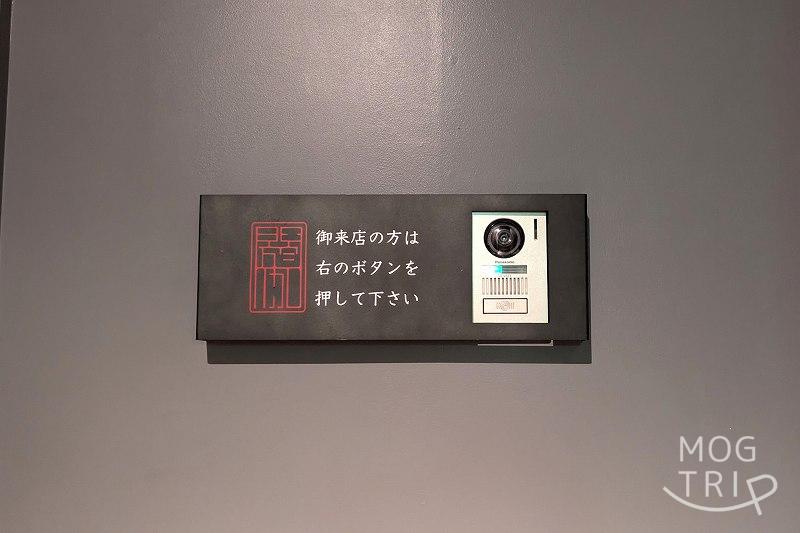 御来店の方は
右のボタンを
押して下さい
Panasonic
MOG
TRIP